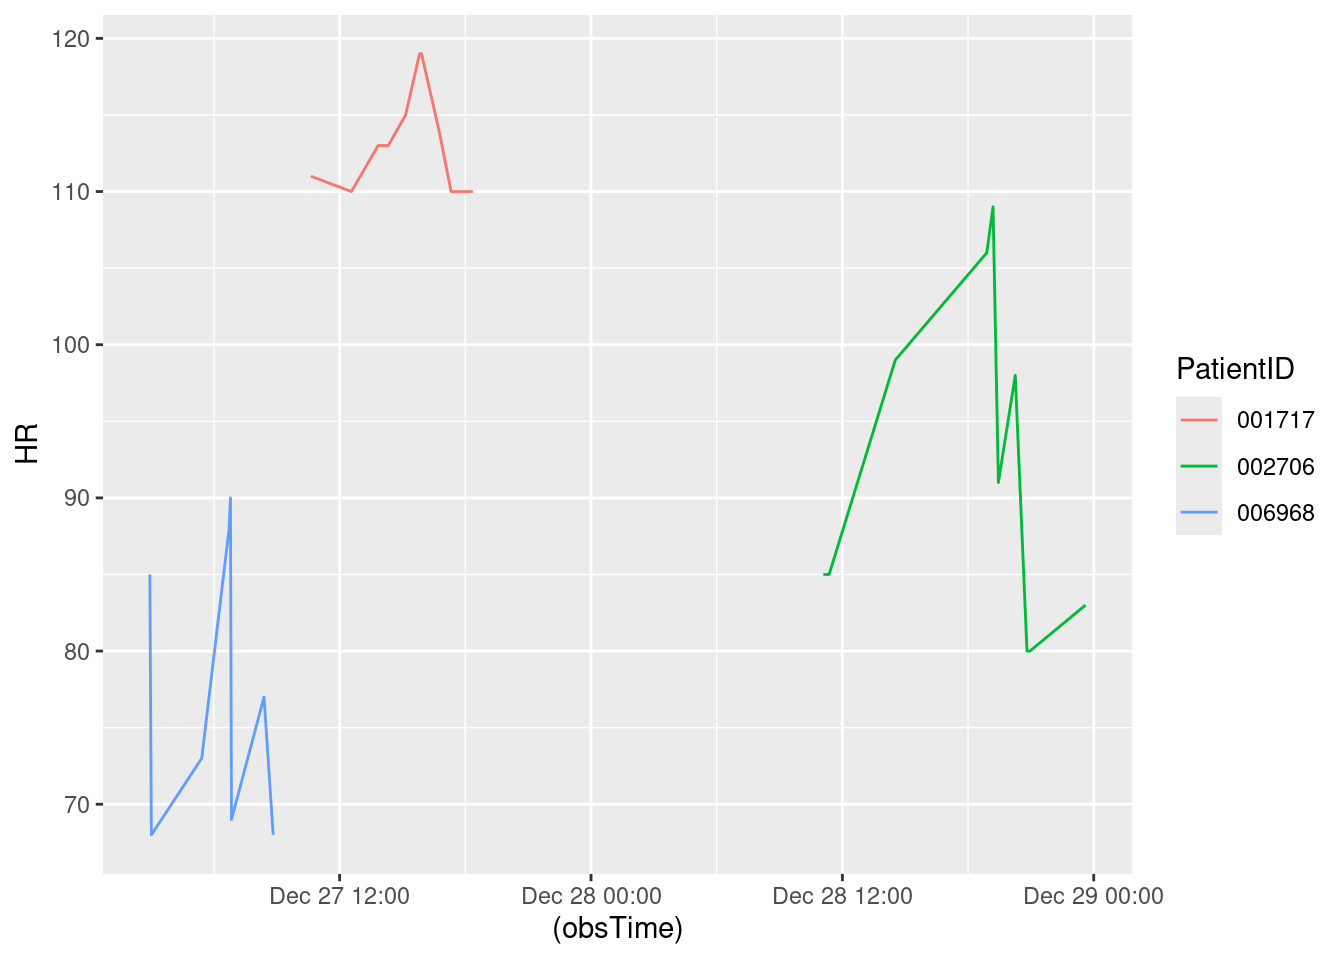 120
110
100
90
80
70
HR
Dec 27 12:00
Dec 28 00:00
Dec 28 12:00
Dec 29 00:00
(obsTime)
PatientID
001717
002706
006968